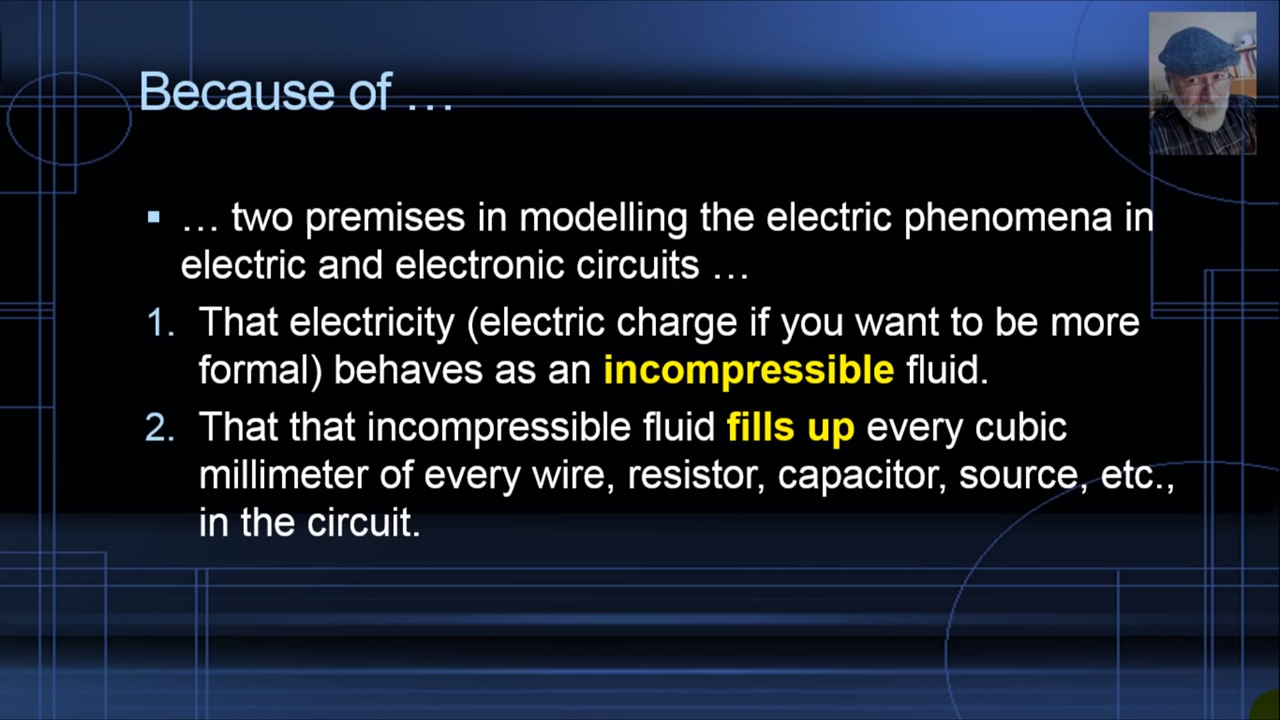 Because of …
… two premises in modelling the electric phenomena in
electric and electronic circuits …
1. That electricity (electric charge if you want to be more
formal) behaves as an incompressible fluid.
2. That that incompressible fluid fills up every cubic
millimeter of every wire, resistor, capacitor, source, etc.,
in the circuit.